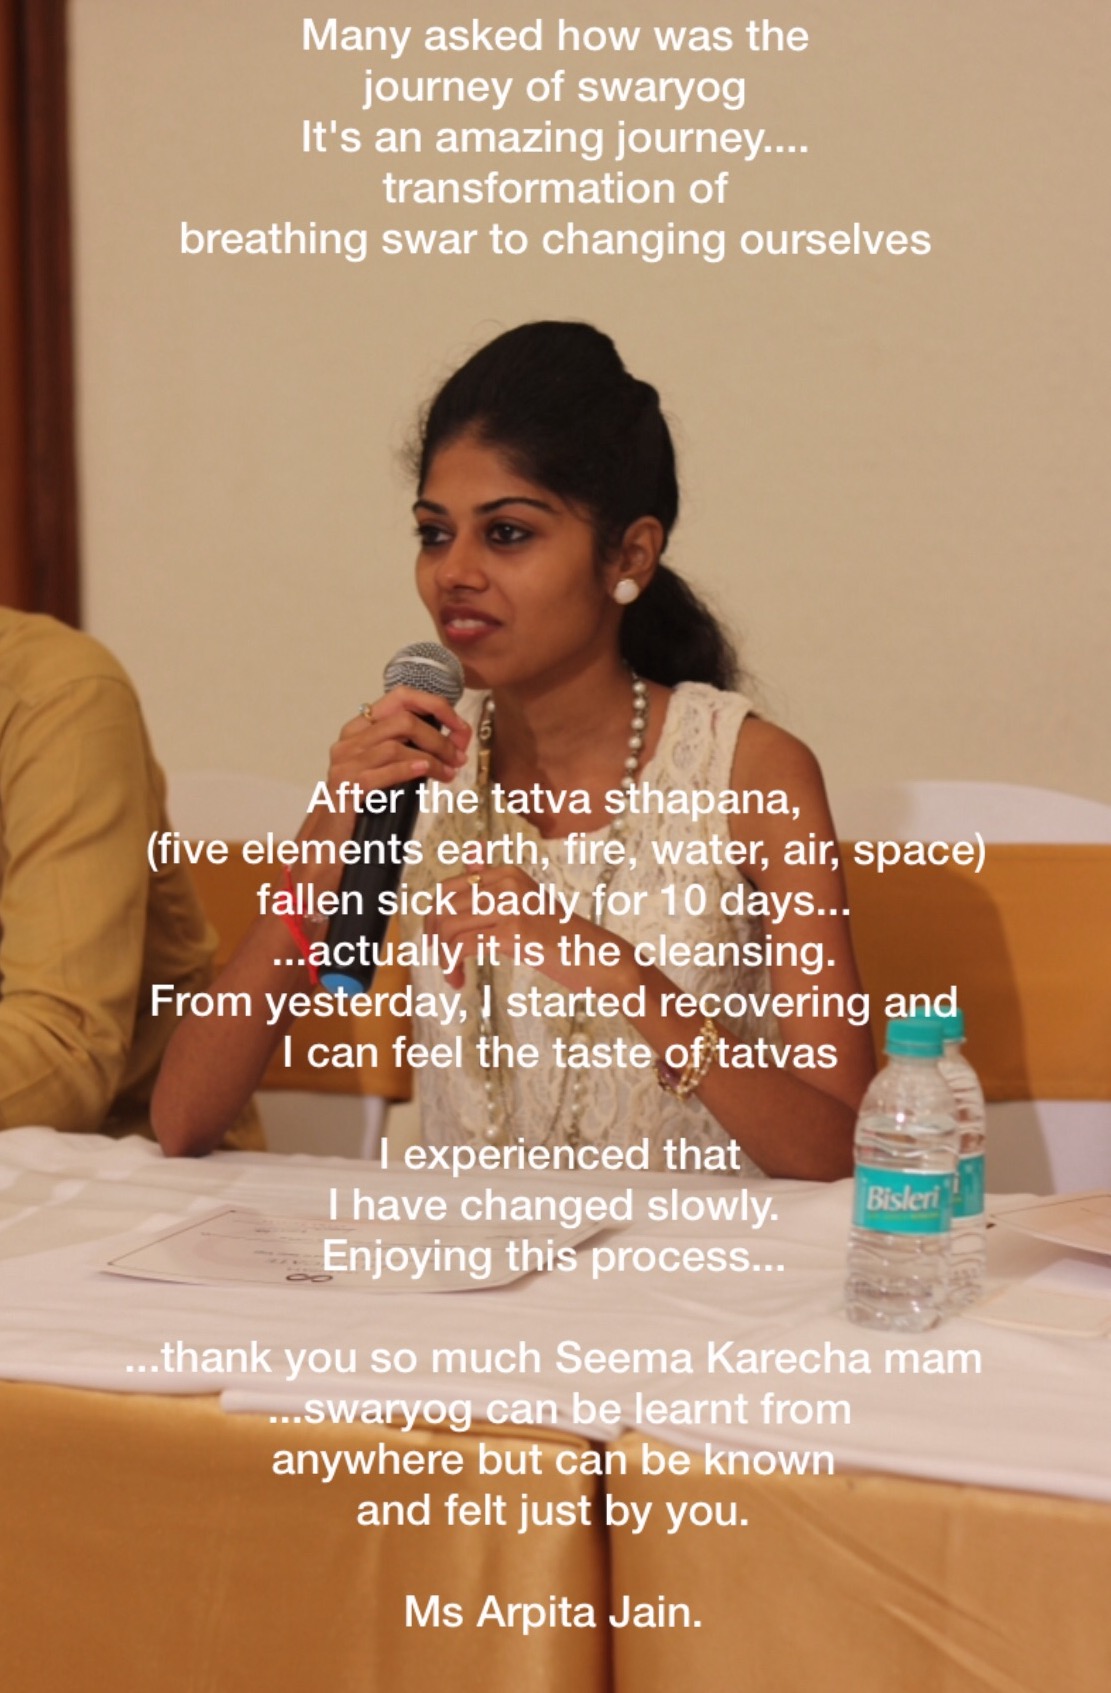 Many asked how was the
journey of swaryog
It's an amazing journey....
transformation of
breathing swar to changing ourselves
After the tatva sthapana,
(five elements earth, fire, water, air, space)
fallen sick badly for 10 days...
...actually it is the cleansing.
From yesterday, I started recovering and
I can feel the taste of tatvas
I experienced that
I have changed slowly.
Bisleri
Enjoying this process...
...thank you so much Seema Karecha mam
...swaryog can be learnt from
anywhere but can be known
and felt just by you.
Ms Arpita Jain.